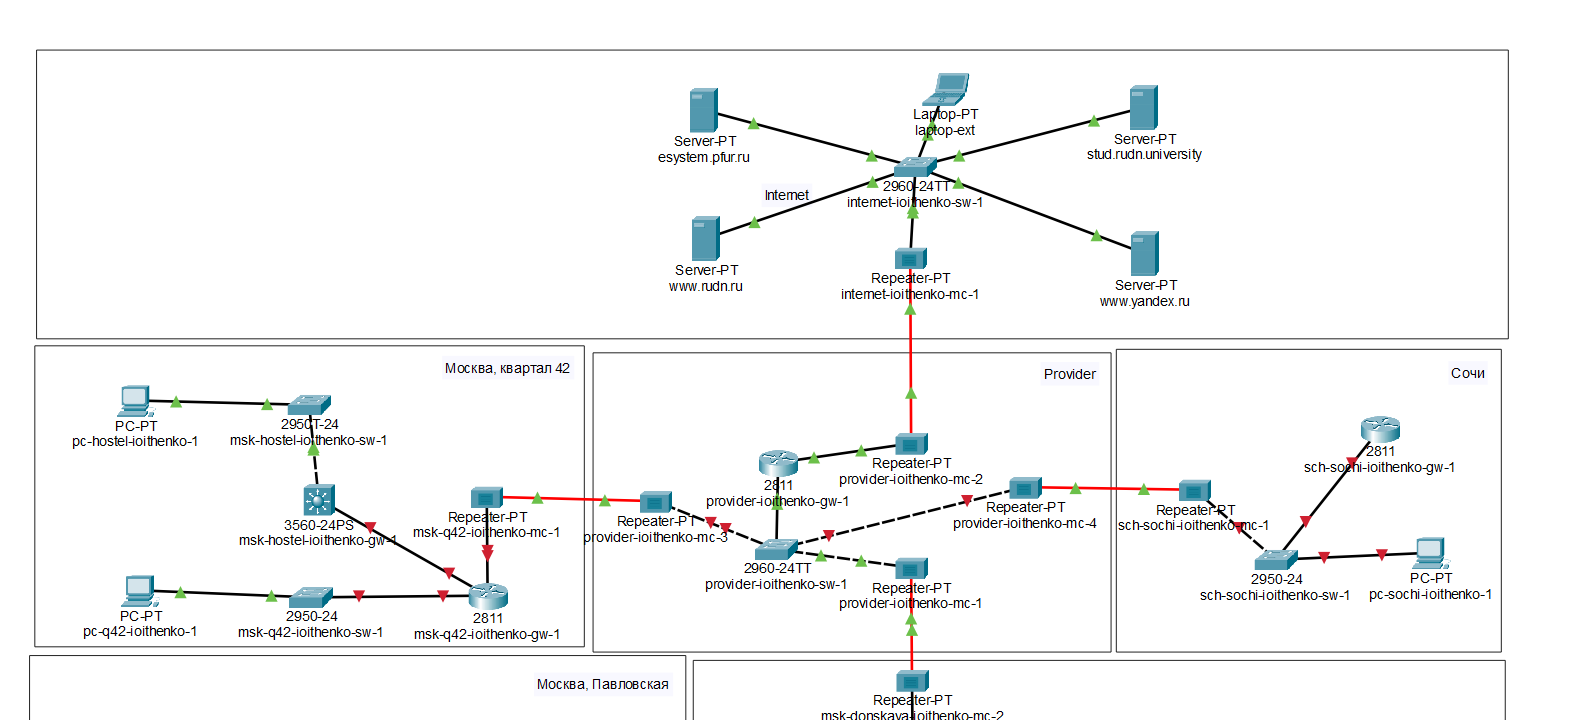 Laptop-PT
laptop-ext
Server-PT
esystem.pfur.ru
Server-PT
stud.rudn.university
2960-24TT
internet-ioithenko-sw-1
Internet
Server-PT
www.rudn.ru
Repeater-PT
internet-ioithenko-mc-1
Server-PT
www.yandex.ru
Москва, квартал 42
PC-PT
pc-hostel-ioithenko-1
2950T-24
msk-hostel-ioithenko-sw-1
3560-24PS
msk-hostel-ioithenko-gw-1
Repeater-PT
msk-q42-ioithenko-mc-1
PC-PT
pc-q42-ioithenko-1
2950-24
msk-q42-ioithenko-sw-1
2811
msk-q42-ioithenko-gw-1
Provider
Repeater-PT
provider-ioithenko-mc-2
2811
provider-ioithenko-gw-1
Repeater-PT
provider-ioithenko-mc-3
Repeater-PT
provider-ioithenko-mc-4
2960-24TT
provider-ioithenko-sw-1
Repeater-PT
provider-ioithenko-mc-1
Сочи
2811
sch-sochi-ioithenko-gw-1
Repeater-PT
sch-sochi-ioithenko-mc-1
2950-24
sch-sochi-ioithenko-sw-1
PC-PT
pc-sochi-ioithenko-1
Москва, Павловская
Repeater-PT
msk-donskaya-ioithenko-mc-2